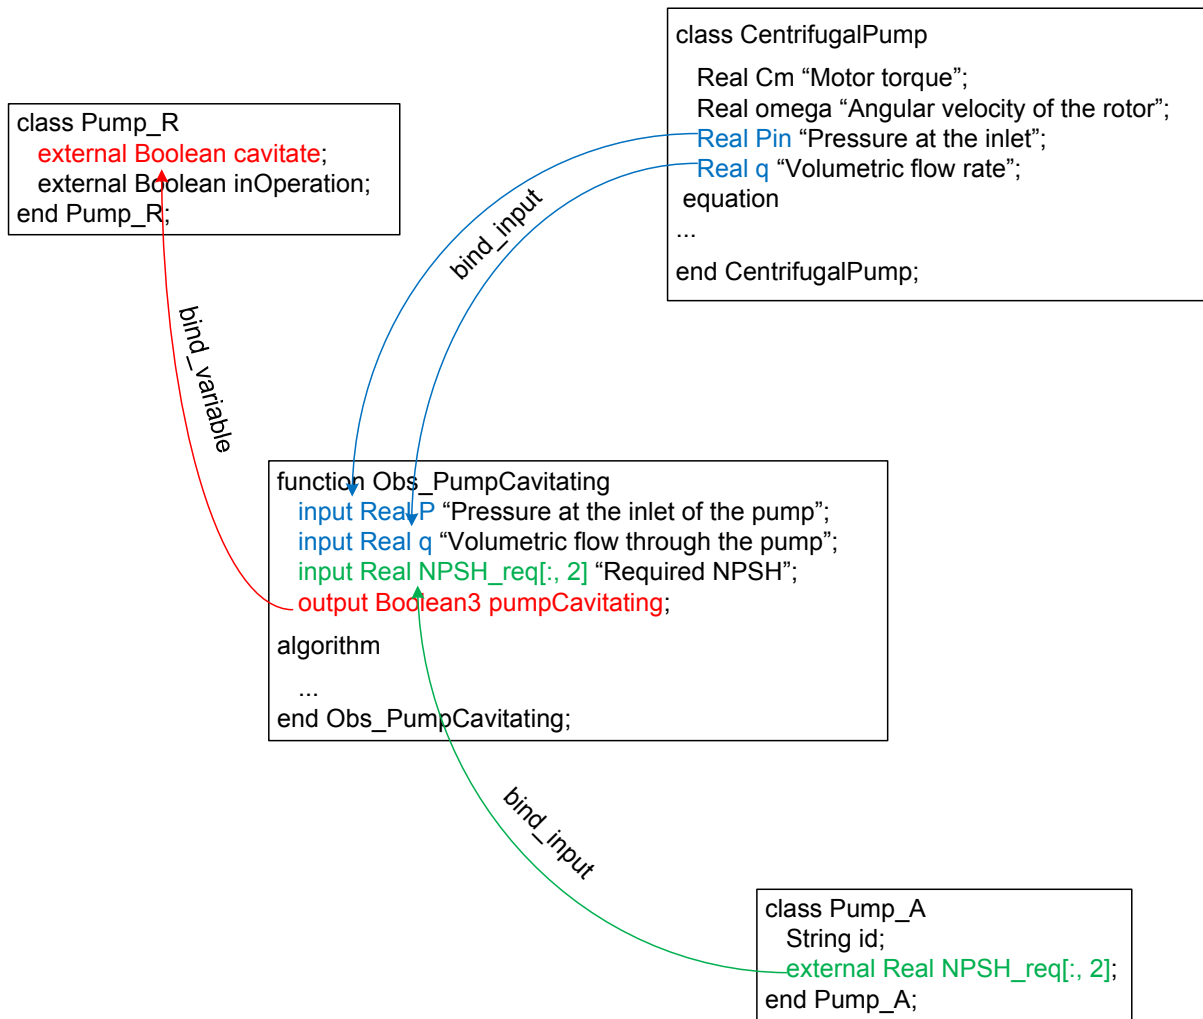 class CentrifugalPump
Real Cm “Motor torque”;
Real omega “Angular velocity of the rotor”;
Real Pin “Pressure at the inlet”;
Real q “Volumetric flow rate”;
equation
...
end CentrifugalPump;
class Pump_R
external Boolean cavitate;
external Boolean inOperation;
end Pump_R;
bind_input
bind_variable
function Obs_PumpCavitating
input Real P “Pressure at the inlet of the pump”;
input Real q “Volumetric flow through the pump”;
input Real NPSH_req[:, 2] “Required NPSH”;
output Boolean3 pumpCavitating;
algorithm
...
end Obs_PumpCavitating;
bind_input
class Pump_A
String id;
external Real NPSH_req[:, 2];
end Pump_A;